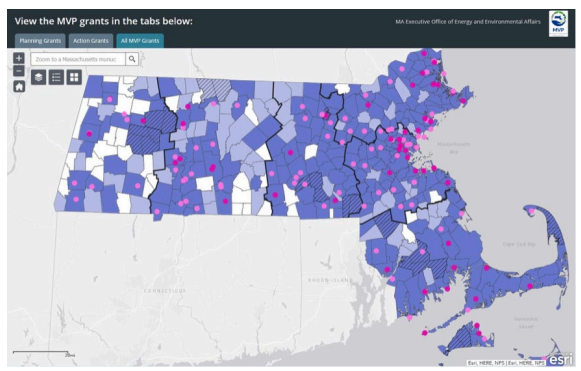 View the MVP grants in the tabs below:
MA Executive Office of Energy and Environmental Affairs
MVP
Planning Grants
Action Grants
All MVP Grants
+
Zoom to a Massachusetts munic
−
Massachusetts
Bay
Cape Cod Bay
CONNECTICUT
RHODE ISLAND
Nantucket
Sound
Esri, HERE, NPS | Esri, HERE, NPS
esri